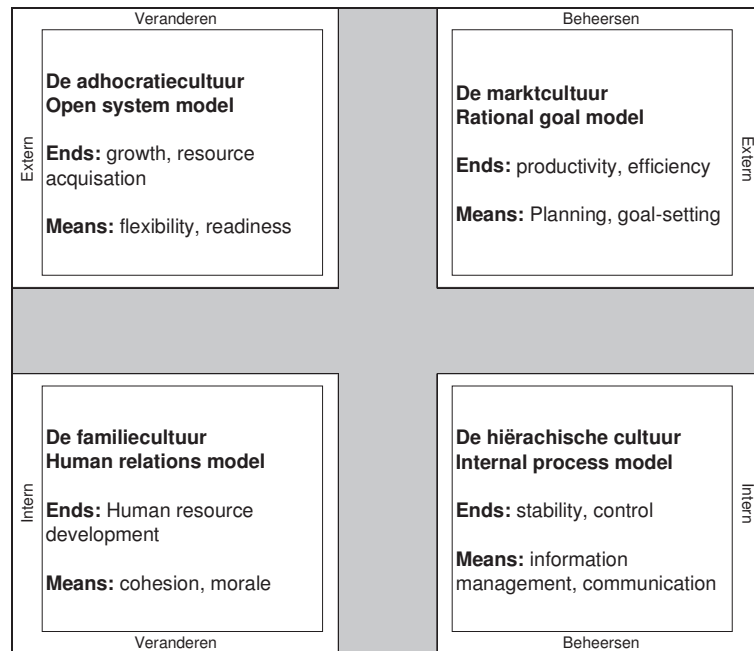 Veranderen
Extern
De adhocratiecultuur
Open system model
Ends: growth, resource
acquisation
Means: flexibility, readiness
Beheersen
De marktcultuur
Rational goal model
Ends: productivity, efficiency
Means: Planning, goal-setting
Extern
Intern
De familiecultuur
Human relations model
Ends: Human resource
development
Means: cohesion, morale
Veranderen
De hiërachische cultuur
Internal process model
Ends: stability, control
Means: information
management, communication
Intern
Beheersen